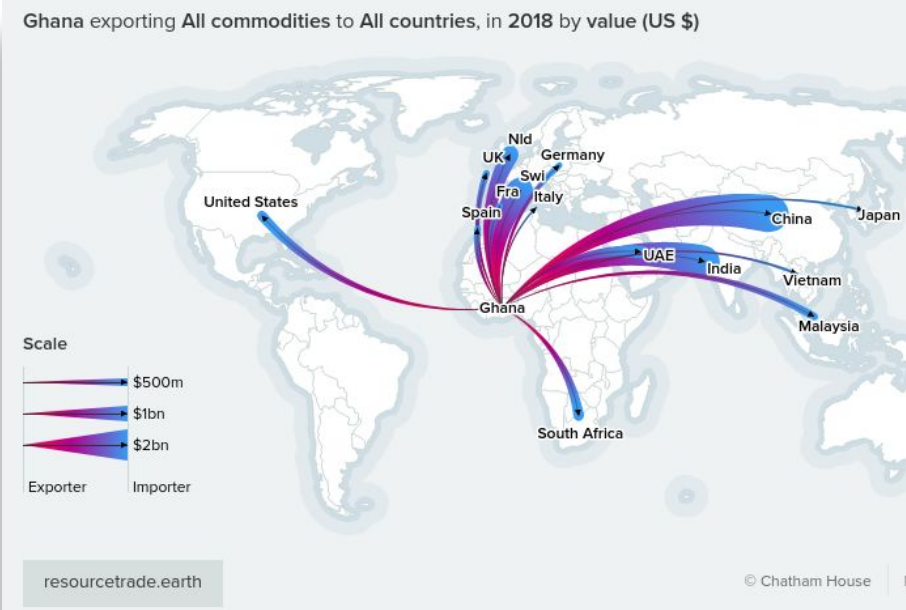 Ghana exporting All commodities to All countries, in 2018 by value (US $)
Nld
UK
Germany
Swi
Fra
Italy
United States
Spain
China
Japan
UAE
India
Vietnam
Ghana
Malaysia
South Africa
Scale
$500m
$1bn
$2bn
Exporter
Importer
resourcetrade.earth
© Chatham House